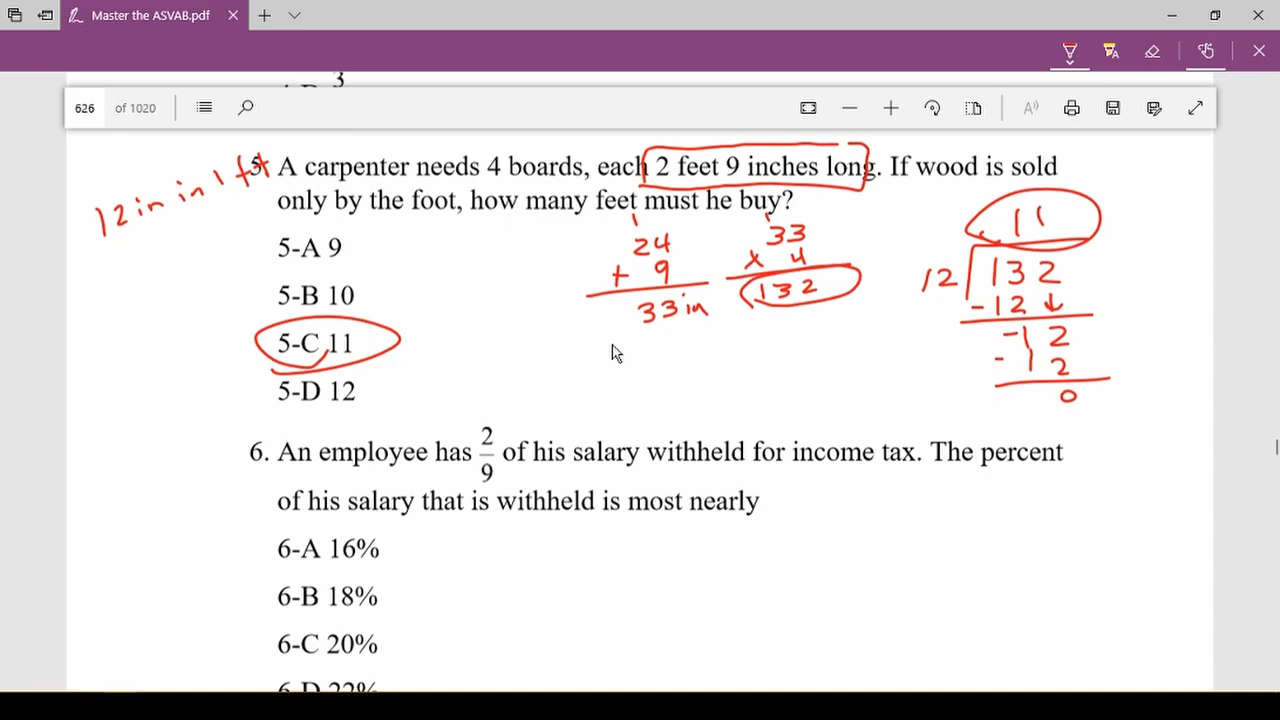 Master the ASVAB.pdf
626 of 1020
12 in in 1 ft
5. A carpenter needs 4 boards, each 2 feet 9 inches long. If wood is sold
only by the foot, how many feet must he buy?
5-A 9
5-B 10
5-C 11
5-D 12
1
24
+ 9
33 in
1
33
x 4
132
11
12 132
-12
-12
-12
0
6. An employee has 2/9 of his salary withheld for income tax. The percent
of his salary that is withheld is most nearly
6-A 16%
6-B 18%
6-C 20%
6-D 22%